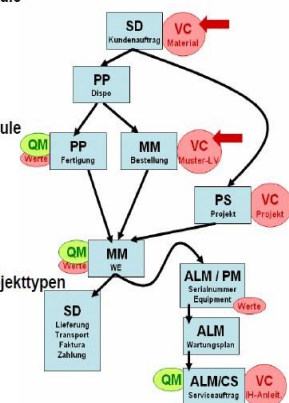 ule
SD
Kundenauftrag
VC
Material
PP
Dispo
ule
QM
Werte
PP
Fertigung
MM
Bestellung
VC
Muster-LV
PS
Projekt
VC
Projekt
QM
Werte
MM
WE
jekttypen
ALM / PM
Serialnummer
Equipment
Werte
SD
Lieferung
Transport
Faktura
Zahlung
ALM
Wartungsplan
QM
ALM/CS
Serviceauftrag
VC
IH-Anleit.